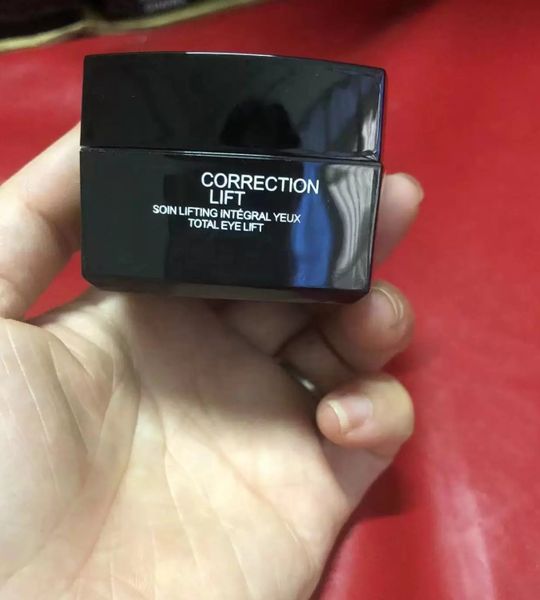 CORRECTION
LIFT
SOIN LIFTING INTÉGRAL YEUX
TOTAL EYE LIFT